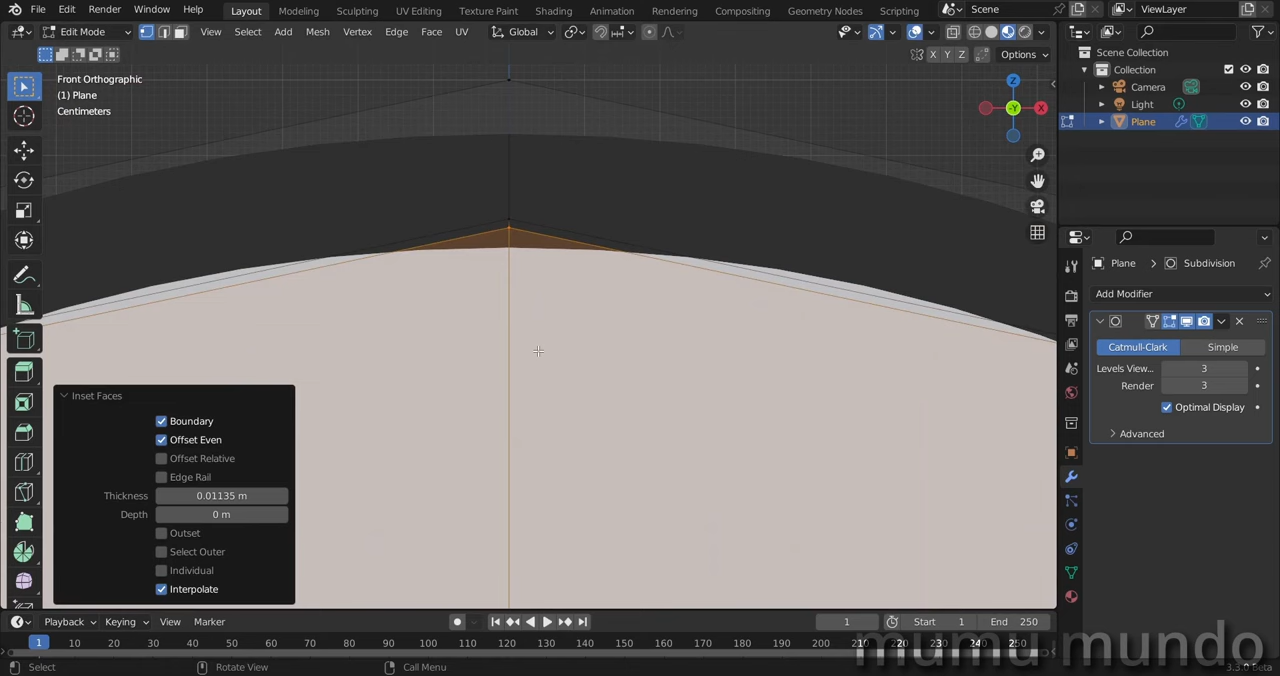 File Edit Render Window Help Layout Modeling Sculpting UV Editing Texture Paint Shading Animation Rendering Compositing Geometry Nodes Scripting Scene ViewLayer
Edit Mode View Select Add Mesh Vertex Edge Face UV Global
X Y Z Options
Front Orthographic
(1) Plane
Centimeters
Z
X
-Y
Scene Collection
Collection
Camera
Light
Plane
Plane > Subdivision
Add Modifier
Catmull-Clark Simple
Levels View... 3
Render 3
Optimal Display
Advanced
Inset Faces
Boundary
Offset Even
Offset Relative
Edge Rail
Thickness 0.01135 m
Depth 0 m
Outset
Select Outer
Individual
Interpolate
Playback Keying View Marker 1 Start 1 End 250
1 10 20 30 40 50 60 70 80 90 100 110 120 130 140 150 160 170 180 190 200 210 220 230 240 250
mumu mundo
Select Rotate View Call Menu 3.3.0 Beta